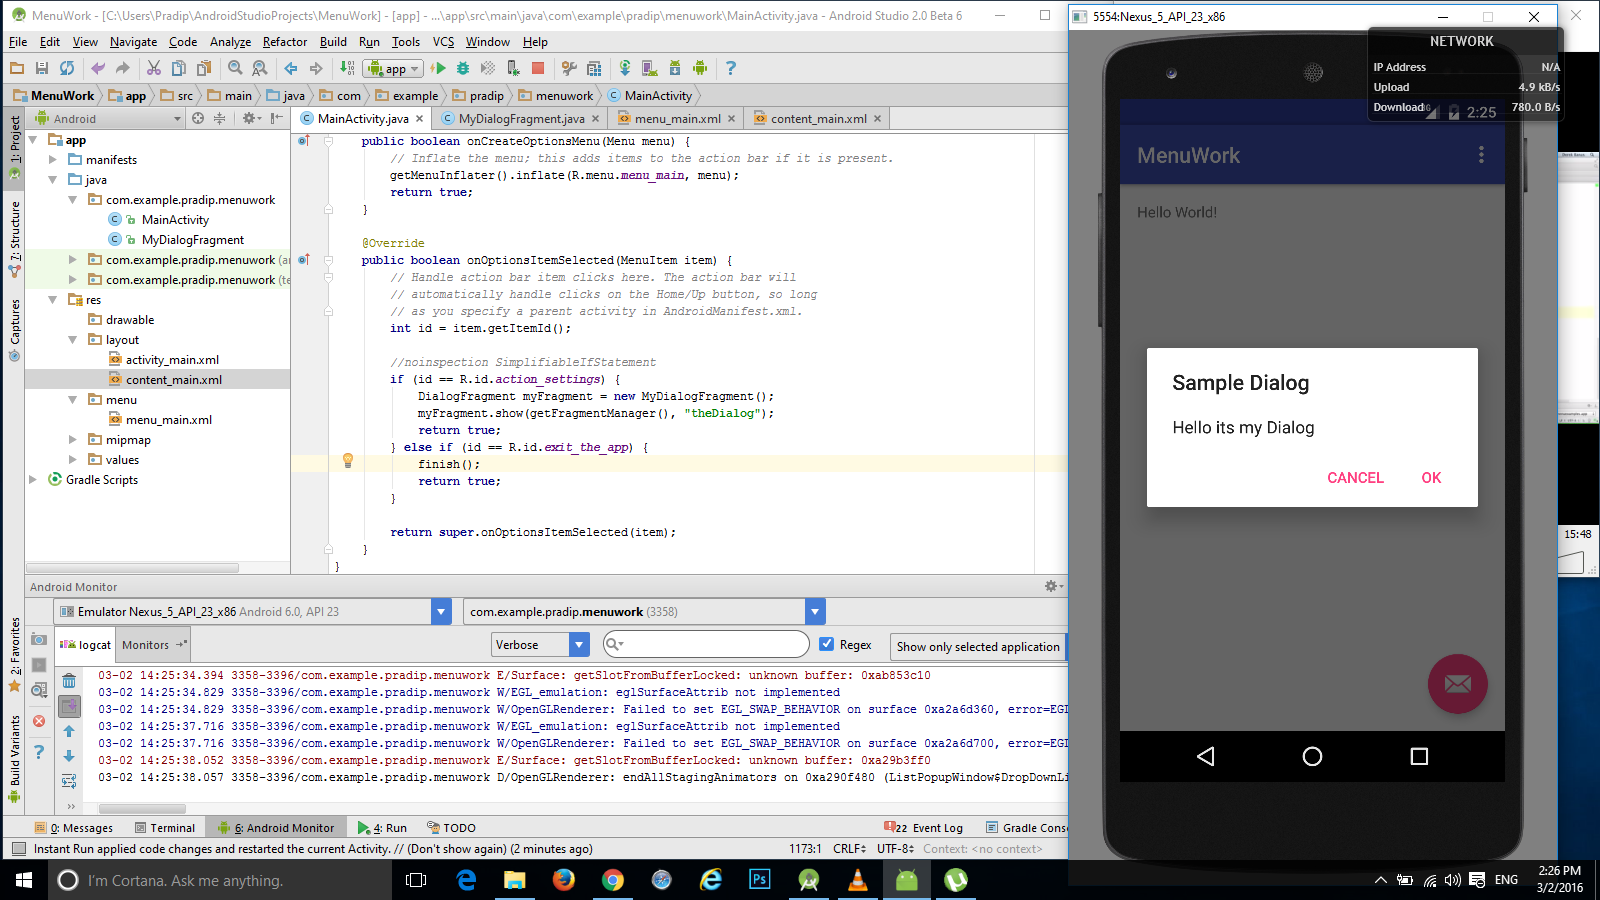 MenuWork - [C:\Users\Pradip\AndroidStudioProjects\MenuWork] - [app] - ...\app\src\main\java\com\example\pradip\menuwork\MainActivity.java - Android Studio 2.0 Beta 6
File Edit View Navigate Code Analyze Refactor Build Run Tools VCS Window Help
app
MenuWork app src main java com example pradip menuwork MainActivity
Android
MainActivity.java MyDialogFragment.java menu_main.xml content_main.xml
1: Project
7: Structure
Captures
2: Favorites
Build Variants
app
manifests
java
com.example.pradip.menuwork
MainActivity
MyDialogFragment
com.example.pradip.menuwork (a
com.example.pradip.menuwork (te
res
drawable
layout
activity_main.xml
content_main.xml
menu
menu_main.xml
mipmap
values
Gradle Scripts
public boolean onCreateOptionsMenu(Menu menu) {
// Inflate the menu; this adds items to the action bar if it is present.
getMenuInflater().inflate(R.menu.menu_main, menu);
return true;
}
@Override
public boolean onOptionsItemSelected(MenuItem item) {
// Handle action bar item clicks here. The action bar will
// automatically handle clicks on the Home/Up button, so long
// as you specify a parent activity in AndroidManifest.xml.
int id = item.getItemId();
//noinspection SimplifiableIfStatement
if (id == R.id.action_settings) {
DialogFragment myFragment = new MyDialogFragment();
myFragment.show(getFragmentManager(), "theDialog");
return true;
} else if (id == R.id.exit_the_app) {
finish();
return true;
}
return super.onOptionsItemSelected(item);
}
}
Android Monitor
Emulator Nexus_5_API_23_x86 Android 6.0, API 23
com.example.pradip.menuwork (3358)
logcat Monitors
Verbose
Regex
Show only selected application
03-02 14:25:34.394 3358-3396/com.example.pradip.menuwork E/Surface: getSlotFromBufferLocked: unknown buffer: 0xab853c10
03-02 14:25:34.829 3358-3396/com.example.pradip.menuwork W/EGL_emulation: eglSurfaceAttrib not implemented
03-02 14:25:34.829 3358-3396/com.example.pradip.menuwork W/OpenGLRenderer: Failed to set EGL_SWAP_BEHAVIOR on surface 0xa2a6d360, error=EGL
03-02 14:25:37.716 3358-3396/com.example.pradip.menuwork W/EGL_emulation: eglSurfaceAttrib not implemented
03-02 14:25:37.716 3358-3396/com.example.pradip.menuwork W/OpenGLRenderer: Failed to set EGL_SWAP_BEHAVIOR on surface 0xa2a6d700, error=EGL
03-02 14:25:38.052 3358-3396/com.example.pradip.menuwork E/Surface: getSlotFromBufferLocked: unknown buffer: 0xa29b3ff0
03-02 14:25:38.057 3358-3396/com.example.pradip.menuwork D/OpenGLRenderer: endAllStagingAnimators on 0xa290f480 (ListPopupWindow$DropDownLi
0: Messages Terminal 6: Android Monitor 4: Run TODO
22 Event Log Gradle Cons
Instant Run applied code changes and restarted the current Activity. // (Don't show again) (2 minutes ago)
1173:1 CRLF UTF-8 Context: <no context>
5554:Nexus_5_API_23_x86
NETWORK
IP Address N/A
Upload 4.9 kB/s
Download 780.0 B/s
2:25
MenuWork
Hello World!
Sample Dialog
Hello its my Dialog
CANCEL OK
15:48
I'm Cortana. Ask me anything.
Ps
ENG
2:26 PM
3/2/2016